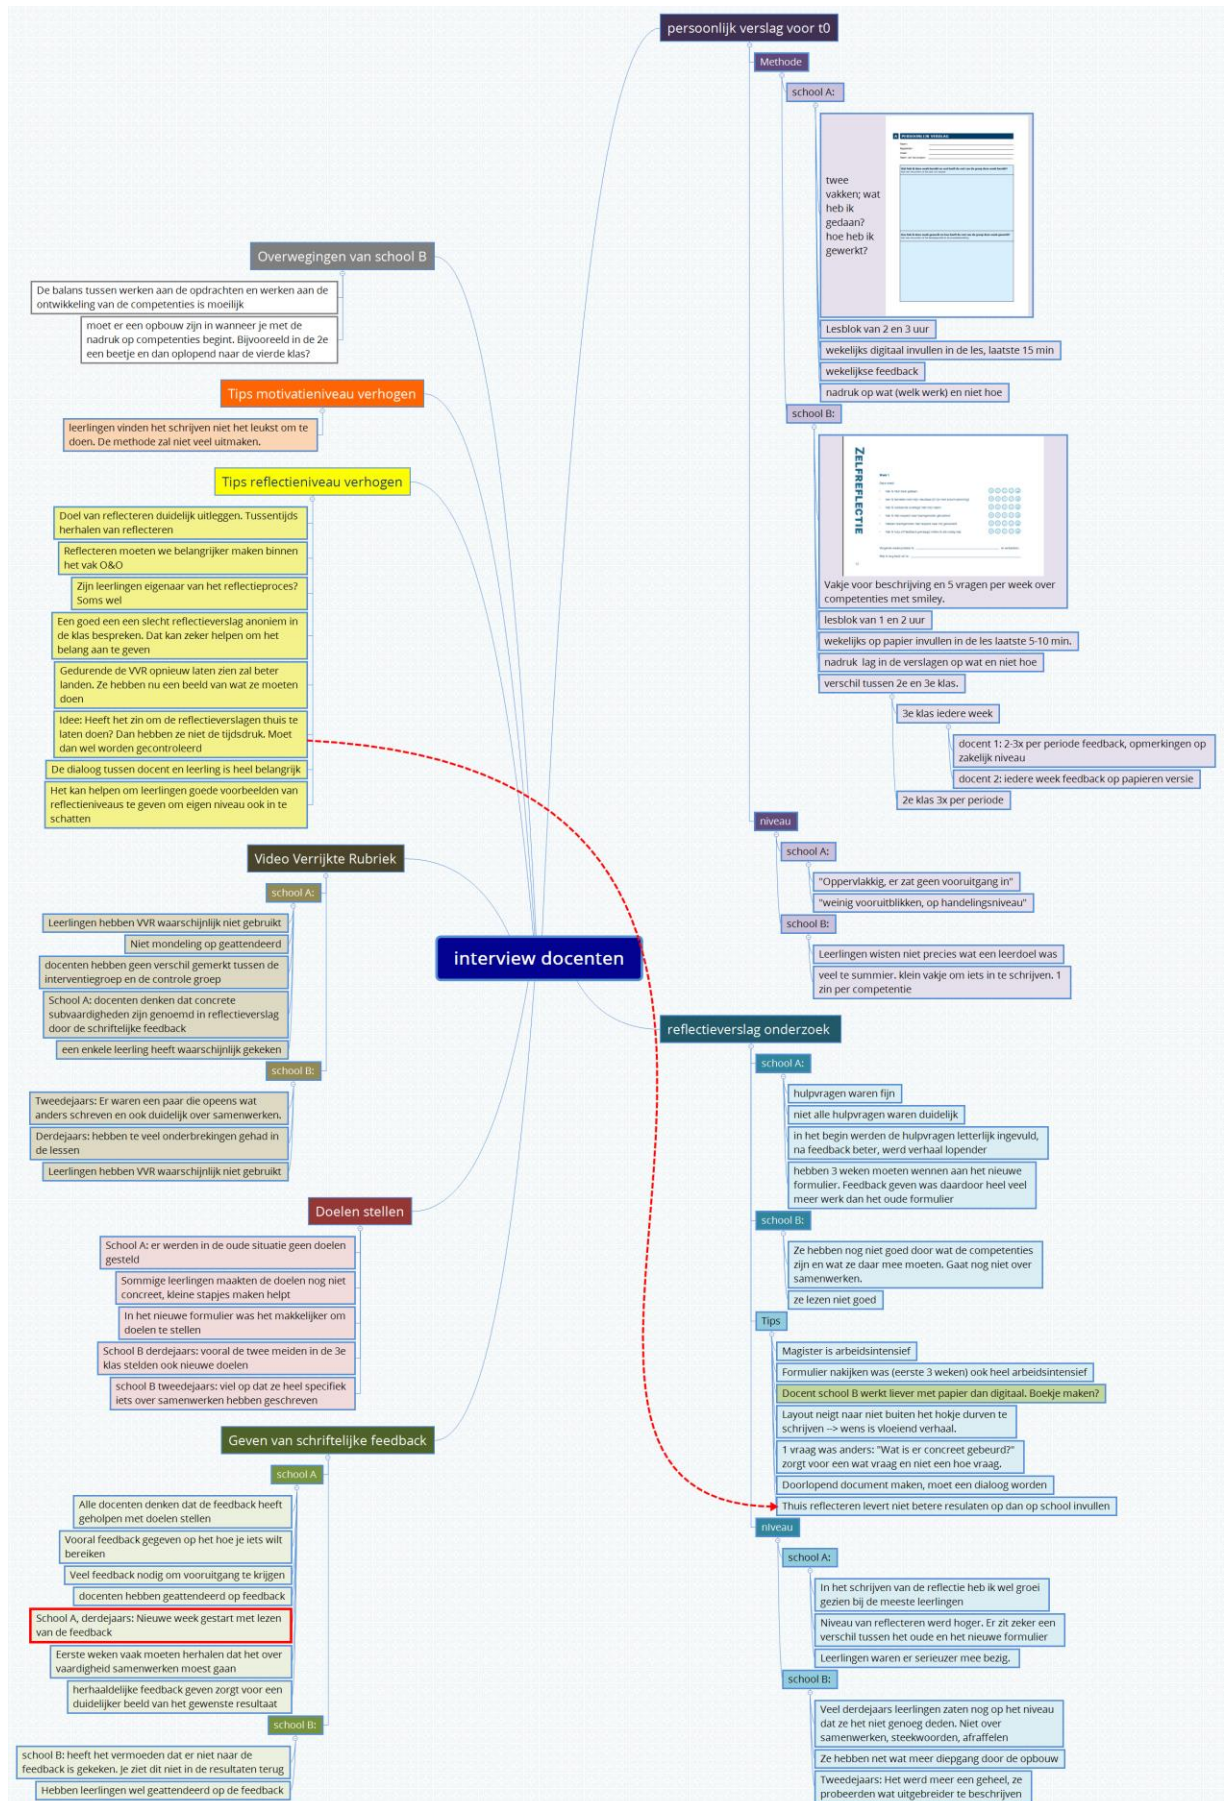 persoonlijk verslag voor t0
Methode
school A:
twee
vakken; wat
heb ik
gedaan?
hoe heb ik
gewerkt?
PERSOONLIJK VERSLAG
Lesblok van 2 en 3 uur
wekelijks digitaal invullen in de les, laatste 15 min
wekelijkse feedback
nadruk op wat (welk werk) en niet hoe
school B:
ZELFREFLECTIE
Vakje voor beschrijving en 5 vragen per week over
competenties met smiley.
lesblok van 1 en 2 uur
wekelijks op papier invullen in de les laatste 5-10 min.
nadruk lag in de verslagen op wat en niet hoe
verschil tussen 2e en 3e klas.
3e klas iedere week
docent 1: 2-3x per periode feedback, opmerkingen op
zakelijk niveau
docent 2: iedere week feedback op papieren versie
2e klas 3x per periode
niveau
school A:
"Oppervlakkig, er zat geen vooruitgang in"
"weinig vooruitblikken, op handelingsniveau"
school B:
Leerlingen wisten niet precies wat een leerdoel was
veel te summier. klein vakje om iets in te schrijven. 1
zin per competentie
Overwegingen van school B
De balans tussen werken aan de opdrachten en werken aan de
ontwikkeling van de competenties is moeilijk
moet er een opbouw zijn in wanneer je met de
nadruk op competenties begint. Bijvooreeld in de 2e
een beetje en dan oplopend naar de vierde klas?
Tips motivatieniveau verhogen
leerlingen vinden het schrijven niet het leukst om te
doen. De methode zal niet veel uitmaken.
Tips reflectieniveau verhogen
Doel van reflecteren duidelijk uitleggen. Tussentijds
herhalen van reflecteren
Reflecteren moeten we belangrijker maken binnen
het vak O&O
Zijn leerlingen eigenaar van het reflectieproces?
Soms wel
Een goed een een slecht reflectieverslag anoniem in
de klas bespreken. Dat kan zeker helpen om het
belang aan te geven
Gedurende de VVR opnieuw laten zien zal beter
landen. Ze hebben nu een beeld van wat ze moeten
doen
Idee: Heeft het zin om de reflectieverslagen thuis te
laten doen? Dan hebben ze niet de tijdsdruk. Moet
dan wel worden gecontroleerd
De dialoog tussen docent en leerling is heel belangrijk
Het kan helpen om leerlingen goede voorbeelden van
reflectieniveaus te geven om eigen niveau ook in te
schatten
Video Verrijkte Rubriek
school A:
Leerlingen hebben VVR waarschijnlijk niet gebruikt
Niet mondeling op geattendeerd
docenten hebben geen verschil gemerkt tussen de
interventiegroep en de controle groep
School A: docenten denken dat concrete
subvaardigheden zijn genoemd in reflectieverslag
door de schriftelijke feedback
een enkele leerling heeft waarschijnlijk gekeken
school B:
Tweedejaars: Er waren een paar die opeens wat
anders schreven en ook duidelijk over samenwerken.
Derdejaars: hebben te veel onderbrekingen gehad in
de lessen
Leerlingen hebben VVR waarschijnlijk niet gebruikt
interview docenten
Doelen stellen
School A: er werden in de oude situatie geen doelen
gesteld
Sommige leerlingen maakten de doelen nog niet
concreet, kleine stapjes maken helpt
In het nieuwe formulier was het makkelijker om
doelen te stellen
School B derdejaars: vooral de twee meiden in de 3e
klas stelden ook nieuwe doelen
school B tweedejaars: viel op dat ze heel specifiek
iets over samenwerken hebben geschreven
Geven van schriftelijke feedback
school A
Alle docenten denken dat de feedback heeft
geholpen met doelen stellen
Vooral feedback gegeven op het hoe je iets wilt
bereiken
Veel feedback nodig om vooruitgang te krijgen
docenten hebben geattendeerd op feedback
School A, derdejaars: Nieuwe week gestart met lezen
van de feedback
Eerste weken vaak moeten herhalen dat het over
vaardigheid samenwerken moest gaan
herhaaldelijke feedback geven zorgt voor een
duidelijker beeld van het gewenste resultaat
school B:
school B: heeft het vermoeden dat er niet naar de
feedback is gekeken. Je ziet dit niet in de resultaten terug
Hebben leerlingen wel geattendeerd op de feedback
reflectieverslag onderzoek
school A:
hulpvragen waren fijn
niet alle hulpvragen waren duidelijk
in het begin werden de hulpvragen letterlijk ingevuld,
na feedback beter, werd verhaal lopender
hebben 3 weken moeten wennen aan het nieuwe
formulier. Feedback geven was daardoor heel veel
meer werk dan het oude formulier
school B:
Ze hebben nog niet goed door wat de competenties
zijn en wat ze daar mee moeten. Gaat nog niet over
samenwerken.
ze lezen niet goed
Tips
Magister is arbeidsintensief
Formulier nakijken was (eerste 3 weken) ook heel arbeidsintensief
Docent school B werkt liever met papier dan digitaal. Boekje maken?
Layout neigt naar niet buiten het hokje durven te
schrijven --> wens is vloeiend verhaal.
1 vraag was anders: "Wat is er concreet gebeurd?"
zorgt voor een wat vraag en niet een hoe vraag.
Doorlopend document maken, moet een dialoog worden
Thuis reflecteren levert niet betere resulaten op dan op school invullen
niveau
school A:
In het schrijven van de reflectie heb ik wel groei
gezien bij de meeste leerlingen
Niveau van reflecteren werd hoger. Er zit zeker een
verschil tussen het oude en het nieuwe formulier
Leerlingen waren er serieuzer mee bezig.
school B:
Veel derdejaars leerlingen zaten nog op het niveau
dat ze het niet genoeg deden. Niet over
samenwerken, steekwoorden, afraffelen
Ze hebben net wat meer diepgang door de opbouw
Tweedejaars: Het werd meer een geheel, ze
probeerden wat uitgebreider te beschrijven